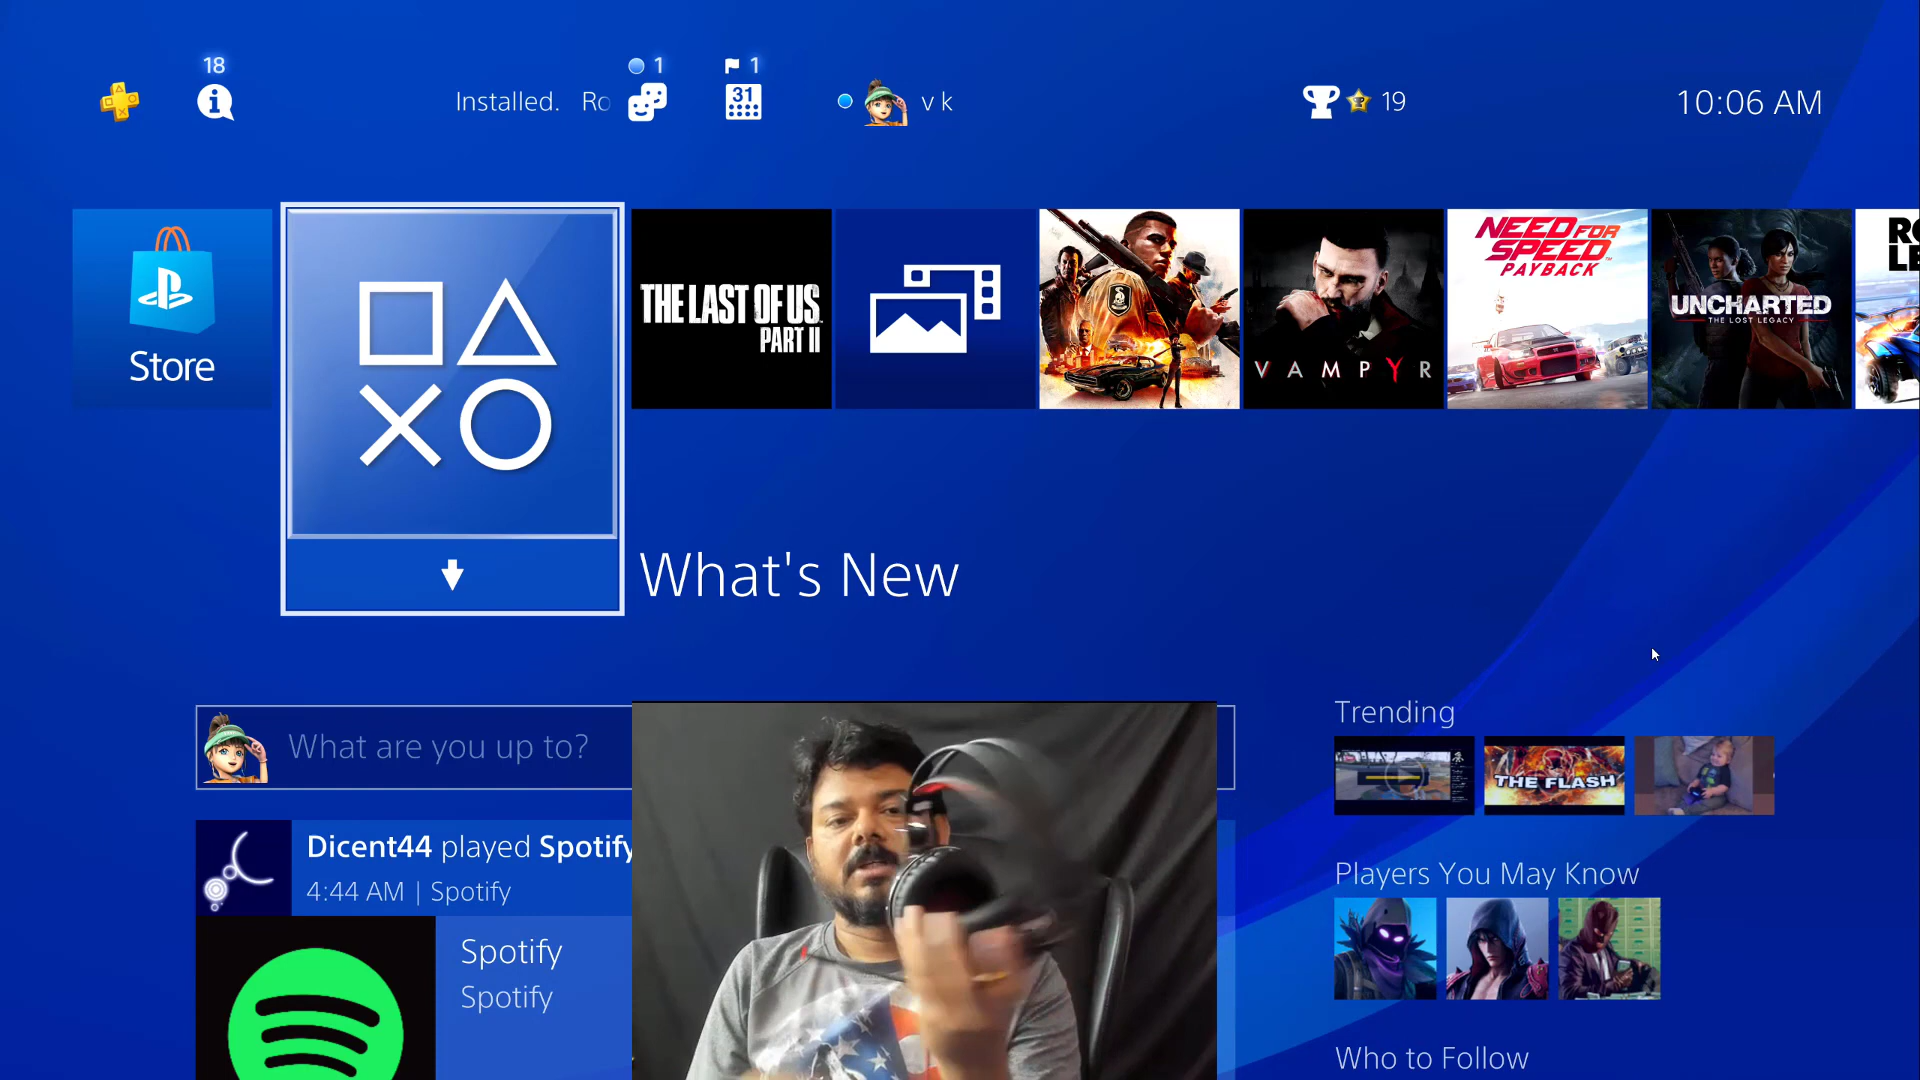 18
1
1
Installed. Ro
31
v k
19
10:06 AM
Store
THE LAST OF US
PART II
VAMPYR
NEED FOR
SPEED
PAYBACK
UNCHARTED
THE LOST LEGACY
What's New
What are you up to?
Trending
THE FLASH
Dicent44 played Spotify
4:44 AM | Spotify
Players You May Know
Spotify
Spotify
Who to Follow